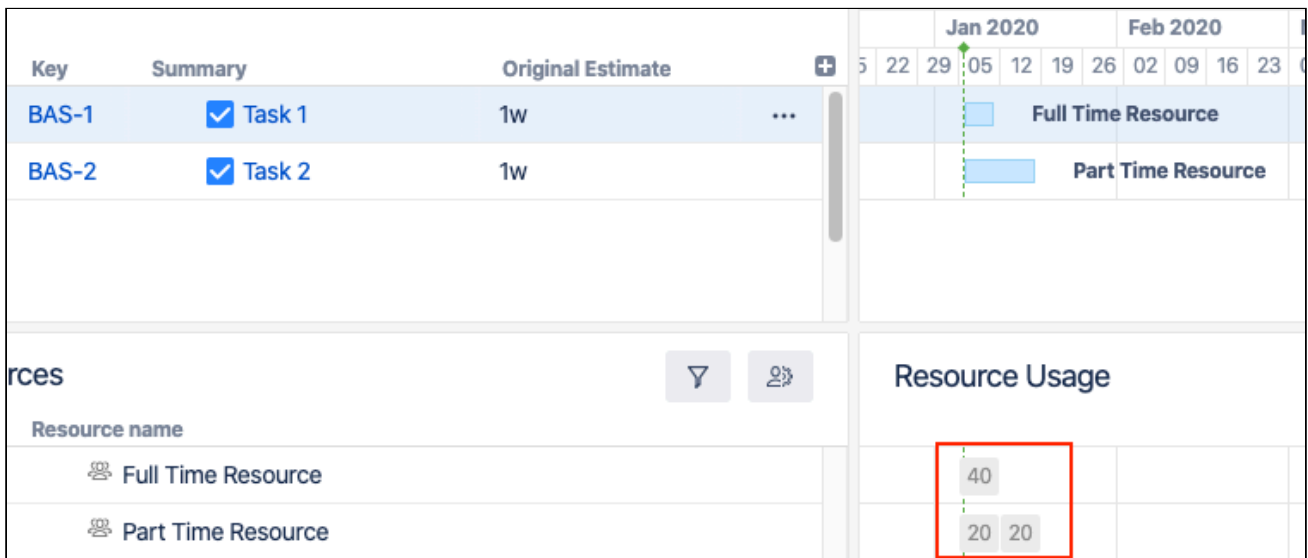 Jan 2020 Feb 2020
Key Summary Original Estimate 22 29 05 12 19 26 02 09 16 23
BAS-1 Task 1 1w ... Full Time Resource
BAS-2 Task 2 1w Part Time Resource
rces Resource Usage
Resource name
Full Time Resource 40
Part Time Resource 20 20